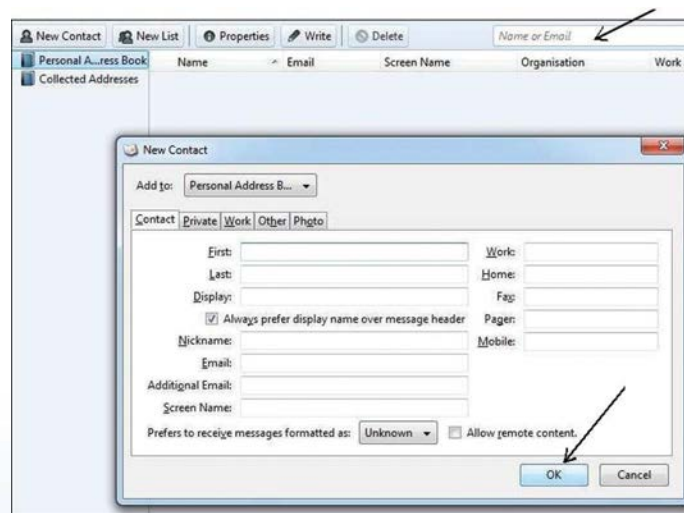 New Contact New List Properties Write Delete Name or Email
Personal A...ress Book Name Email Screen Name Organisation Work
Collected Addresses
New Contact
Add to: Personal Address B...
Contact Private Work Other Photo
First: Work:
Last: Home:
Display: Fax:
Always prefer display name over message header Pager:
Nickname: Mobile:
Email:
Additional Email:
Screen Name:
Prefers to receive messages formatted as: Unknown Allow remote content.
OK Cancel